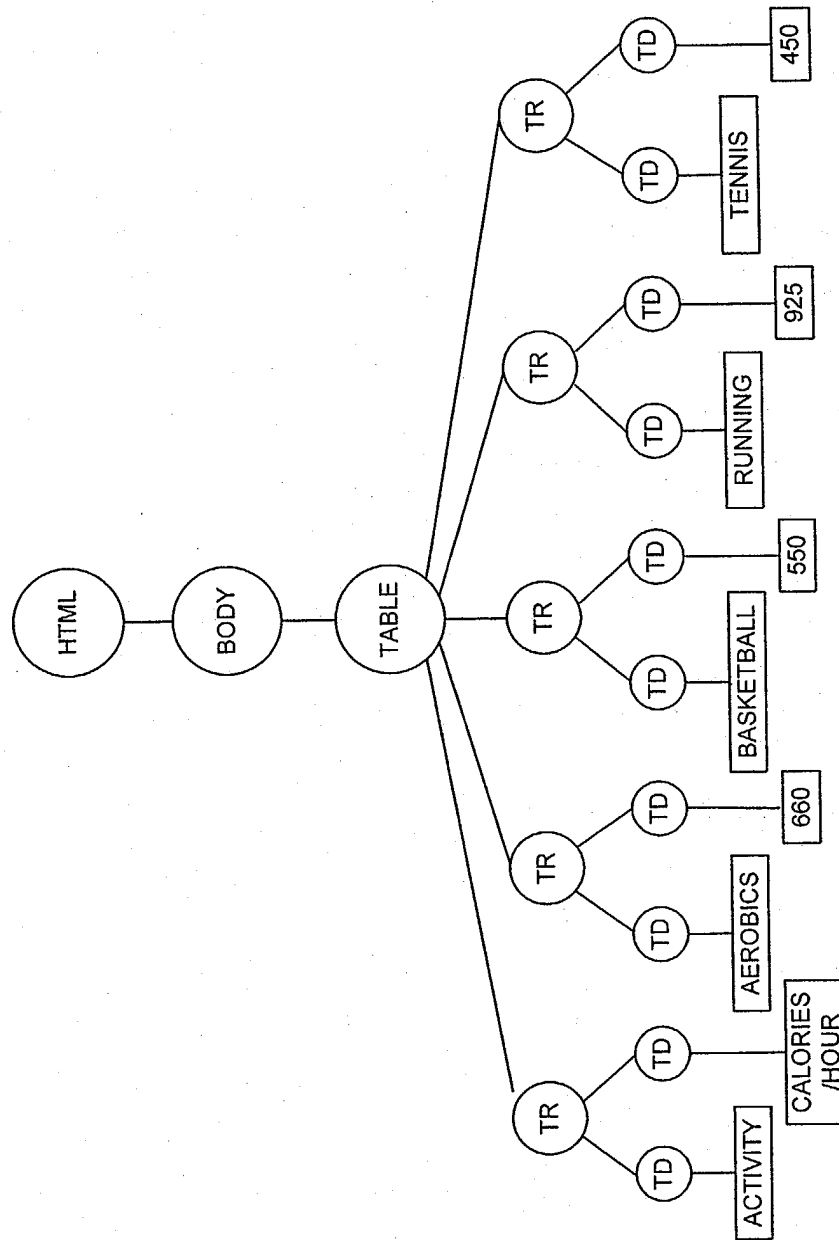 HTML
BODY
TABLE
TR
TR
TR
TR
TR
TD
TD
TD
TD
TD
TD
TD
TD
TD
TD
ACTIVITY
CALORIES
/HOUR
AEROBICS
660
BASKETBALL
550
RUNNING
925
TENNIS
450